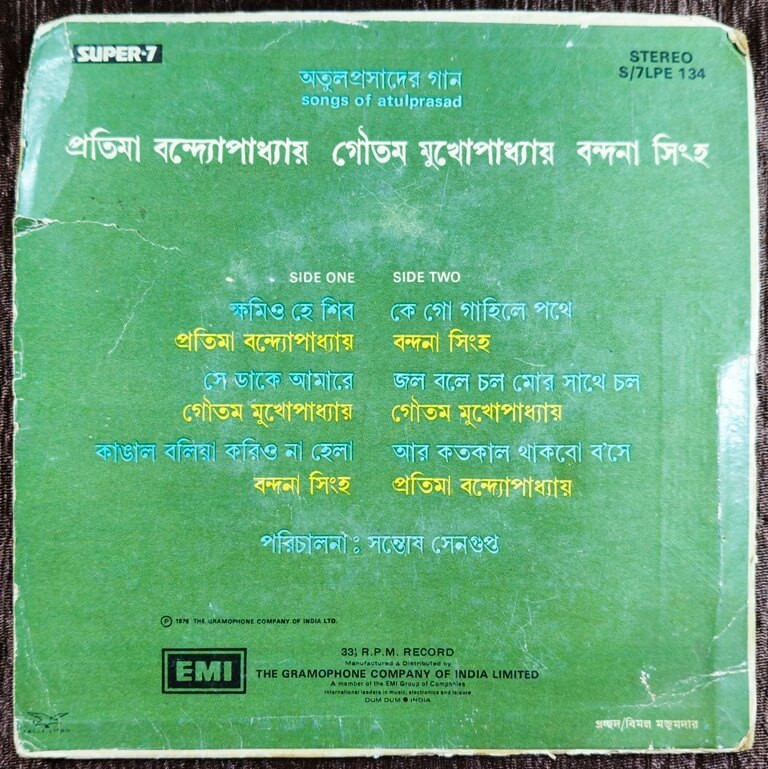 SUPER-7
STEREO
S/7LPE 134
অতুলপ্রসাদের গান
songs of atulprasad
প্রতিমা বন্দ্যোপাধ্যায় গৌতম মুখোপাধ্যায় বন্দনা সিংহ
SIDE ONE
ক্ষমিও হে শিব
প্রতিমা বন্দ্যোপাধ্যায়
সে ডাকে আমারে
গৌতম মুখোপাধ্যায়
কাঙাল বলিয়া করিও না হেলা
বন্দনা সিংহ
SIDE TWO
কে গো গাহিলে পথে
বন্দনা সিংহ
জল বলে চল মোর সাথে চল
গৌতম মুখোপাধ্যায়
আর কতকাল থাকবো ব'সে
প্রতিমা বন্দ্যোপাধ্যায়
পরিচালনা : সন্তোষ সেনগুপ্ত
℗ 1976 THE GRAMOPHONE COMPANY OF INDIA LTD.
EMI
33⅓ R.P.M. RECORD
Manufactured & Distributed by
THE GRAMOPHONE COMPANY OF INDIA LIMITED
A member of the EMI Group of Companies
International leaders in music, electronics and leisure
DUM DUM ● INDIA
প্রচ্ছদ/বিমল মজুমদার